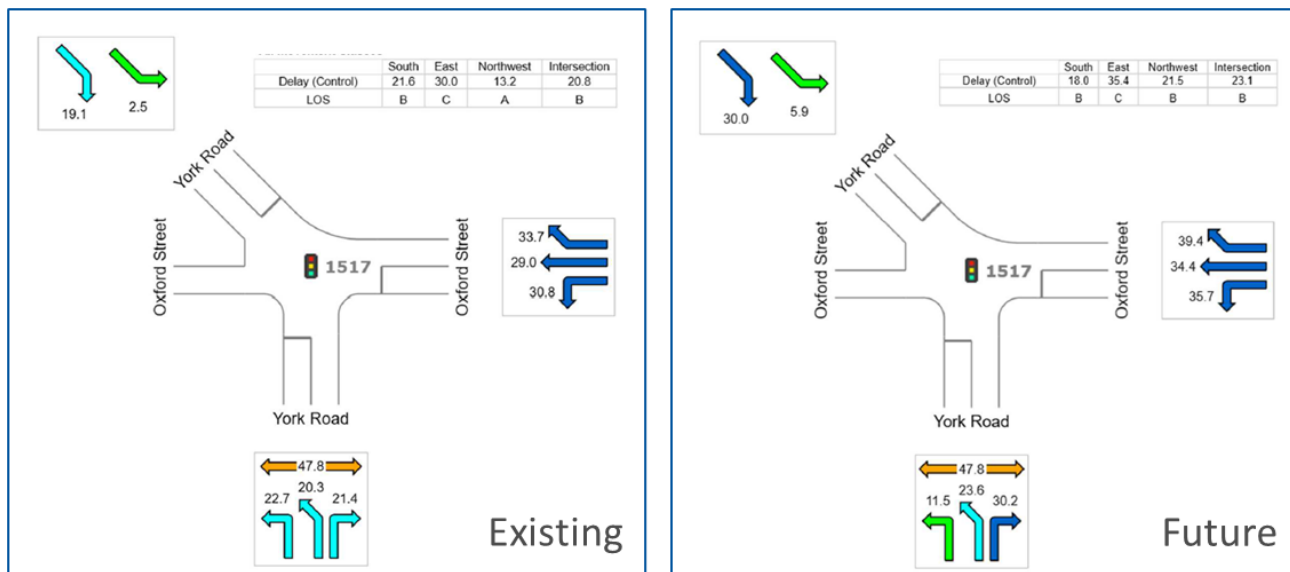 South East Northwest Intersection
Delay (Control) 21.6 30.0 13.2 20.8
LOS B C A B
19.1
2.5
York Road
Oxford Street
1517
Oxford Street
33.7
29.0
30.8
York Road
47.8
20.3
22.7 21.4
Existing
South East Northwest Intersection
Delay (Control) 18.0 35.4 21.5 23.1
LOS B C B B
30.0
5.9
York Road
Oxford Street
1517
Oxford Street
39.4
34.4
35.7
York Road
47.8
23.6
11.5 30.2
Future